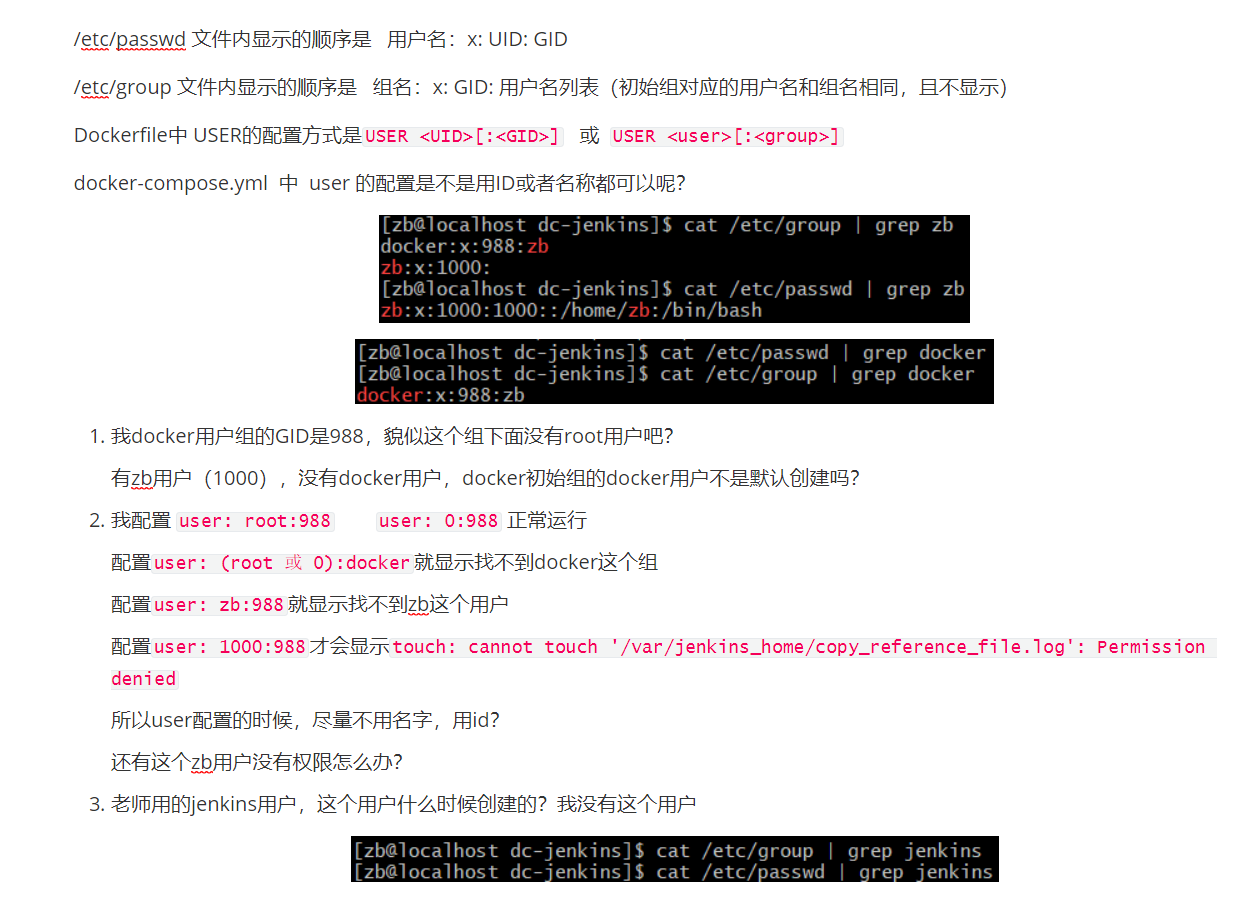 /etc/passwd 文件内显示的顺序是 用户名：x: UID: GID
/etc/group 文件内显示的顺序是 组名：x: GID: 用户名列表（初始组对应的用户名和组名相同，且不显示）
Dockerfile中 USER的配置方式是 USER <UID>[:<GID>] 或 USER <user>[:<group>]
docker-compose.yml 中 user 的配置是不是用ID或者名称都可以呢？
[zb@localhost dc-jenkins]$ cat /etc/group | grep zb
docker:x:988:zb
zb:x:1000:
[zb@localhost dc-jenkins]$ cat /etc/passwd | grep zb
zb:x:1000:1000::/home/zb:/bin/bash
[zb@localhost dc-jenkins]$ cat /etc/passwd | grep docker
[zb@localhost dc-jenkins]$ cat /etc/group | grep docker
docker:x:988:zb
1. 我docker用户组的GID是988，貌似这个组下面没有root用户吧？
有zb用户（1000），没有docker用户，docker初始组的docker用户不是默认创建吗？
2. 我配置 user: root:988 user: 0:988 正常运行
配置 user: (root 或 0):docker 就显示找不到docker这个组
配置 user: zb:988 就显示找不到zb这个用户
配置 user: 1000:988 才会显示 touch: cannot touch '/var/jenkins_home/copy_reference_file.log': Permission
denied
所以user配置的时候，尽量不用名字，用id？
还有这个zb用户没有权限怎么办？
3. 老师用的jenkins用户，这个用户什么时候创建的？我没有这个用户
[zb@localhost dc-jenkins]$ cat /etc/group | grep jenkins
[zb@localhost dc-jenkins]$ cat /etc/passwd | grep jenkins